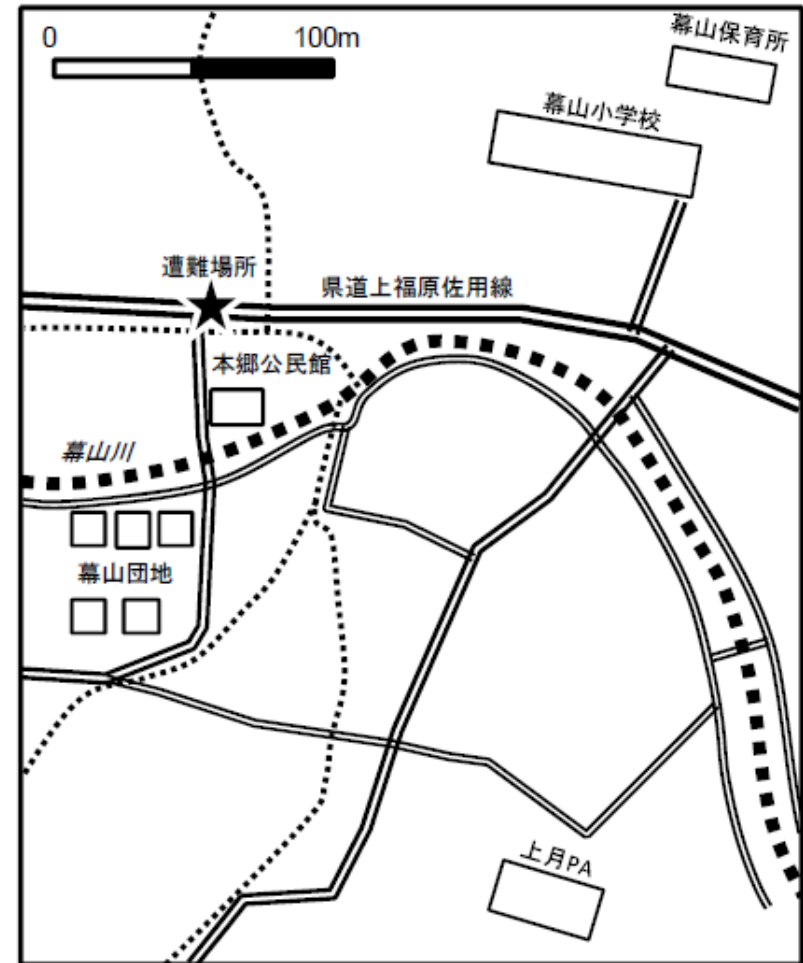 0 100m
幕山保育所
幕山小学校
遭難場所
県道上福原佐用線
本郷公民館
幕山川
幕山団地
上月PA